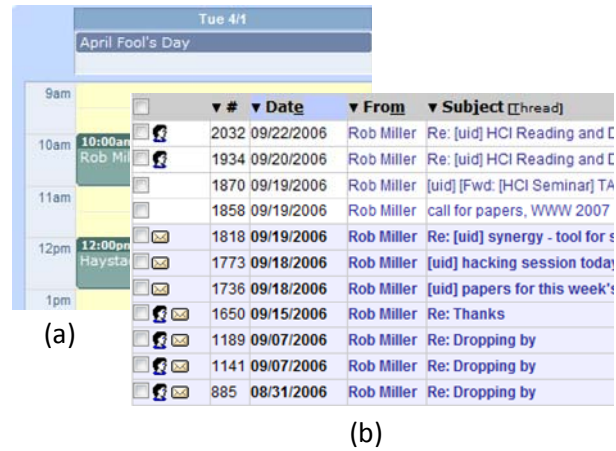 Tue 4/1
April Fool's Day
9am
10am 10:00am
Rob
11am
12pm 12:00pm
1pm
(a)
▼ # ▼ Date ▼ From ▼ Subject [Thread]
2032 09/22/2006 Rob Miller Re: [uid] HCI Reading and
1934 09/20/2006 Rob Miller Re: [uid] HCI Reading and
1870 09/19/2006 Rob Miller [uid] [Fwd: [HCI Seminar] TA
1858 09/19/2006 Rob Miller call for papers, WWW 2007
1818 09/19/2006 Rob Miller Re: [uid] synergy - tool for
1773 09/18/2006 Rob Miller [uid] hacking session today
1736 09/18/2006 Rob Miller [uid] papers for this week's
1650 09/15/2006 Rob Miller Re: Thanks
1189 09/07/2006 Rob Miller Re: Dropping by
1141 09/07/2006 Rob Miller Re: Dropping by
885 08/31/2006 Rob Miller Re: Dropping by
(b)